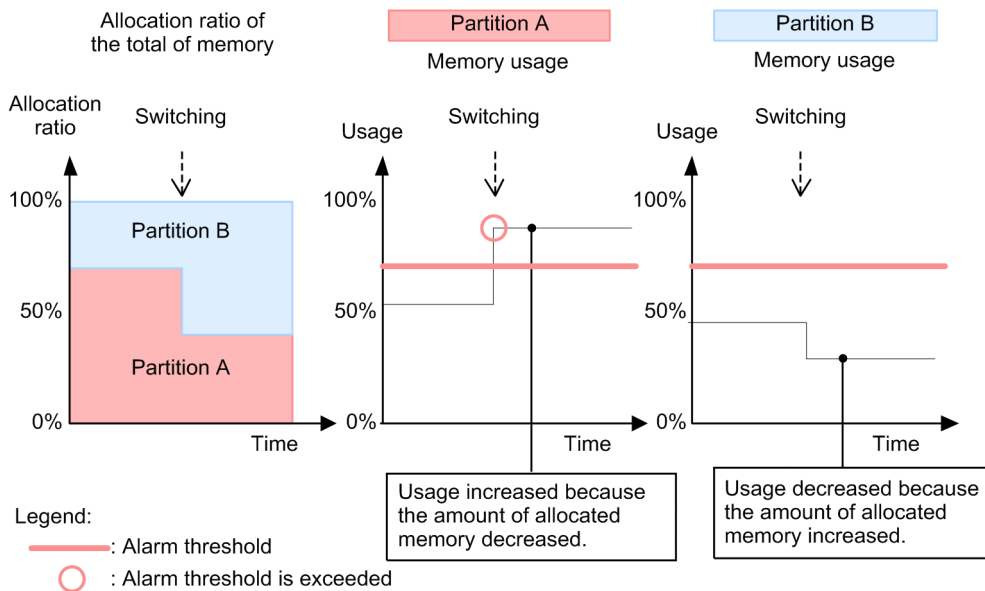 Allocation ratio of
the total of memory
Partition A
Memory usage
Partition B
Memory usage
Allocation
ratio
Switching
100%
Partition B
50%
Partition A
0%
Time
Usage
Switching
100%
50%
0%
Time
Usage increased because
the amount of allocated
memory decreased.
Usage
Switching
100%
50%
0%
Time
Usage decreased because
the amount of allocated
memory increased.
Legend:
: Alarm threshold
: Alarm threshold is exceeded